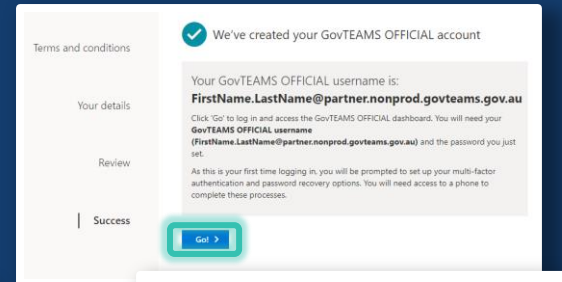 We've created your GovTEAMS OFFICIAL account
Terms and conditions
Your details
Review
Success
Your GovTEAMS OFFICIAL username is:
FirstName.LastName@partner.nonprod.govteams.gov.au
Click 'Go' to log in and access the GovTEAMS OFFICIAL dashboard. You will need your
GovTEAMS OFFICIAL username
(FirstName.LastName@partner.nonprod.govteams.gov.au) and the password you just
set.
As this is your first time logging in, you will be prompted to set up your multi-factor
authentication and password recovery options. You will need access to a phone to
complete these processes.
Go! >